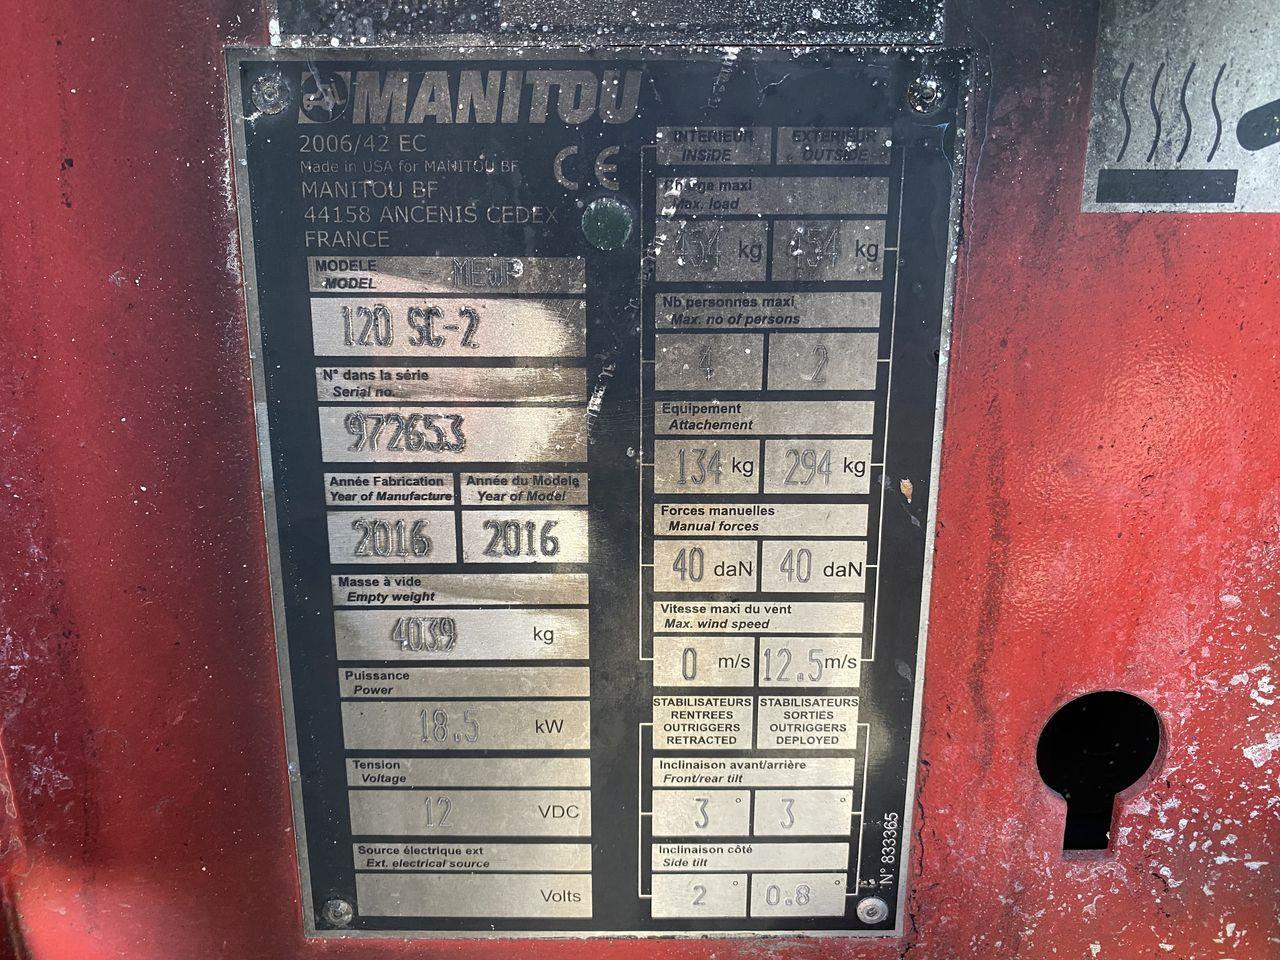 MANITOU
2006/42 EC
Made in USA for MANITOU BF
MANITOU BF
44158 ANCENIS CEDEX
FRANCE
CE
MODELE - MEWP
MODEL
120 SC-2
N° dans la série
Serial no.
972653
Année Fabrication Année du Modele
Year of Manufacture Year of Model
2016 2016
Masse à vide
Empty weight
4039 kg
Puissance
Power
18.5 kW
Tension
Voltage
12 VDC
Source électrique ext
Ext. electrical source
Volts
INTERIEUR EXTERIEUR
INSIDE OUTSIDE
Charge maxi
Max. load
454 kg 454 kg
Nb personnes maxi
Max. no of persons
4 2
Equipement
Attachement
134 kg 294 kg
Forces manuelles
Manual forces
40 daN 40 daN
Vitesse maxi du vent
Max. wind speed
0 m/s 12.5 m/s
STABILISATEURS STABILISATEURS
RENTREES SORTIES
OUTRIGGERS OUTRIGGERS
RETRACTED DEPLOYED
Inclinaison avant/arrière
Front/rear tilt
3 ° 3 °
Inclinaison côté
Side tilt
2 ° 0.8 °
N° 833365